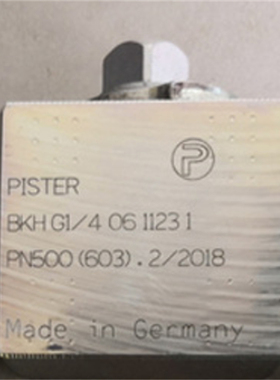 P
PISTER
BKH G1/4 06 1123 1
PN500 (603) . 2/2018
Made in Germany